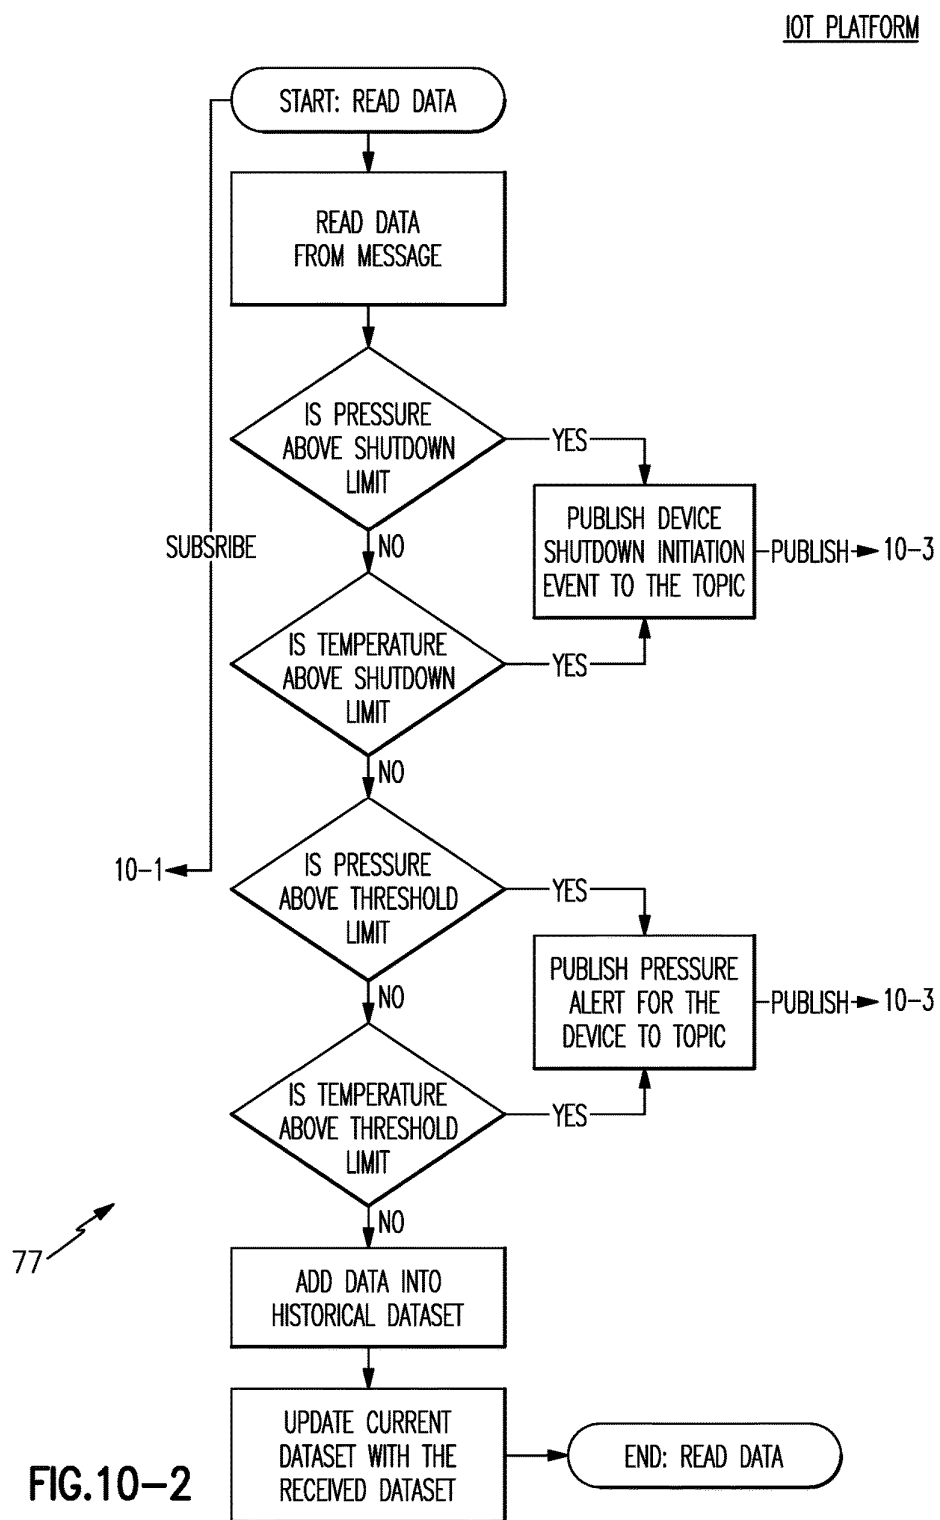 IOT PLATFORM
START: READ DATA
READ DATA
FROM MESSAGE
IS PRESSURE
ABOVE SHUTDOWN
LIMIT
YES
NO
PUBLISH DEVICE
SHUTDOWN INITIATION
EVENT TO THE TOPIC
PUBLISH
10-3
SUBSRIBE
IS TEMPERATURE
ABOVE SHUTDOWN
LIMIT
YES
NO
10-1
IS PRESSURE
ABOVE THRESHOLD
LIMIT
YES
NO
PUBLISH PRESSURE
ALERT FOR THE
DEVICE TO TOPIC
PUBLISH
10-3
IS TEMPERATURE
ABOVE THRESHOLD
LIMIT
YES
NO
77
ADD DATA INTO
HISTORICAL DATASET
UPDATE CURRENT
DATASET WITH THE
RECEIVED DATASET
END: READ DATA
FIG.10-2